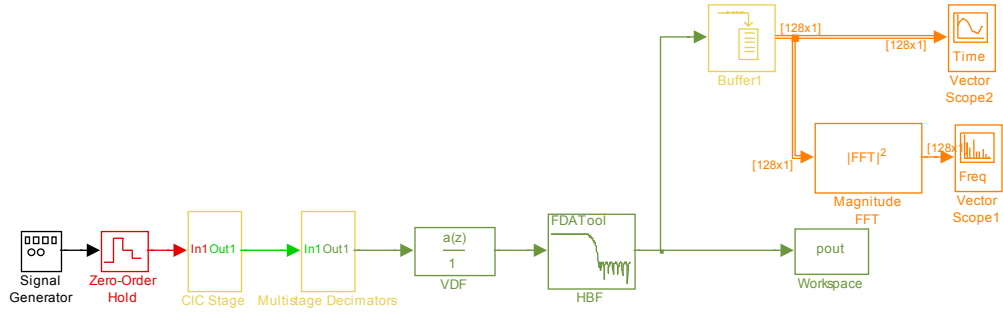 [128x1]
[128x1]
Time
Buffer1
Vector
Scope2
[128x1]
|FFT|2
[128x1]
Freq
Magnitude
FFT
Vector
Scope1
In1 Out1
In1 Out1
a(z)
1
FDATool
pout
Signal
Generator
Zero-Order
Hold
CIC Stage
Multistage Decimators
VDF
HBF
Workspace